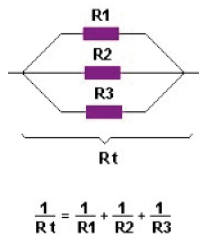 R1
R2
R3
Rt
1/Rt = 1/R1 + 1/R2 + 1/R3